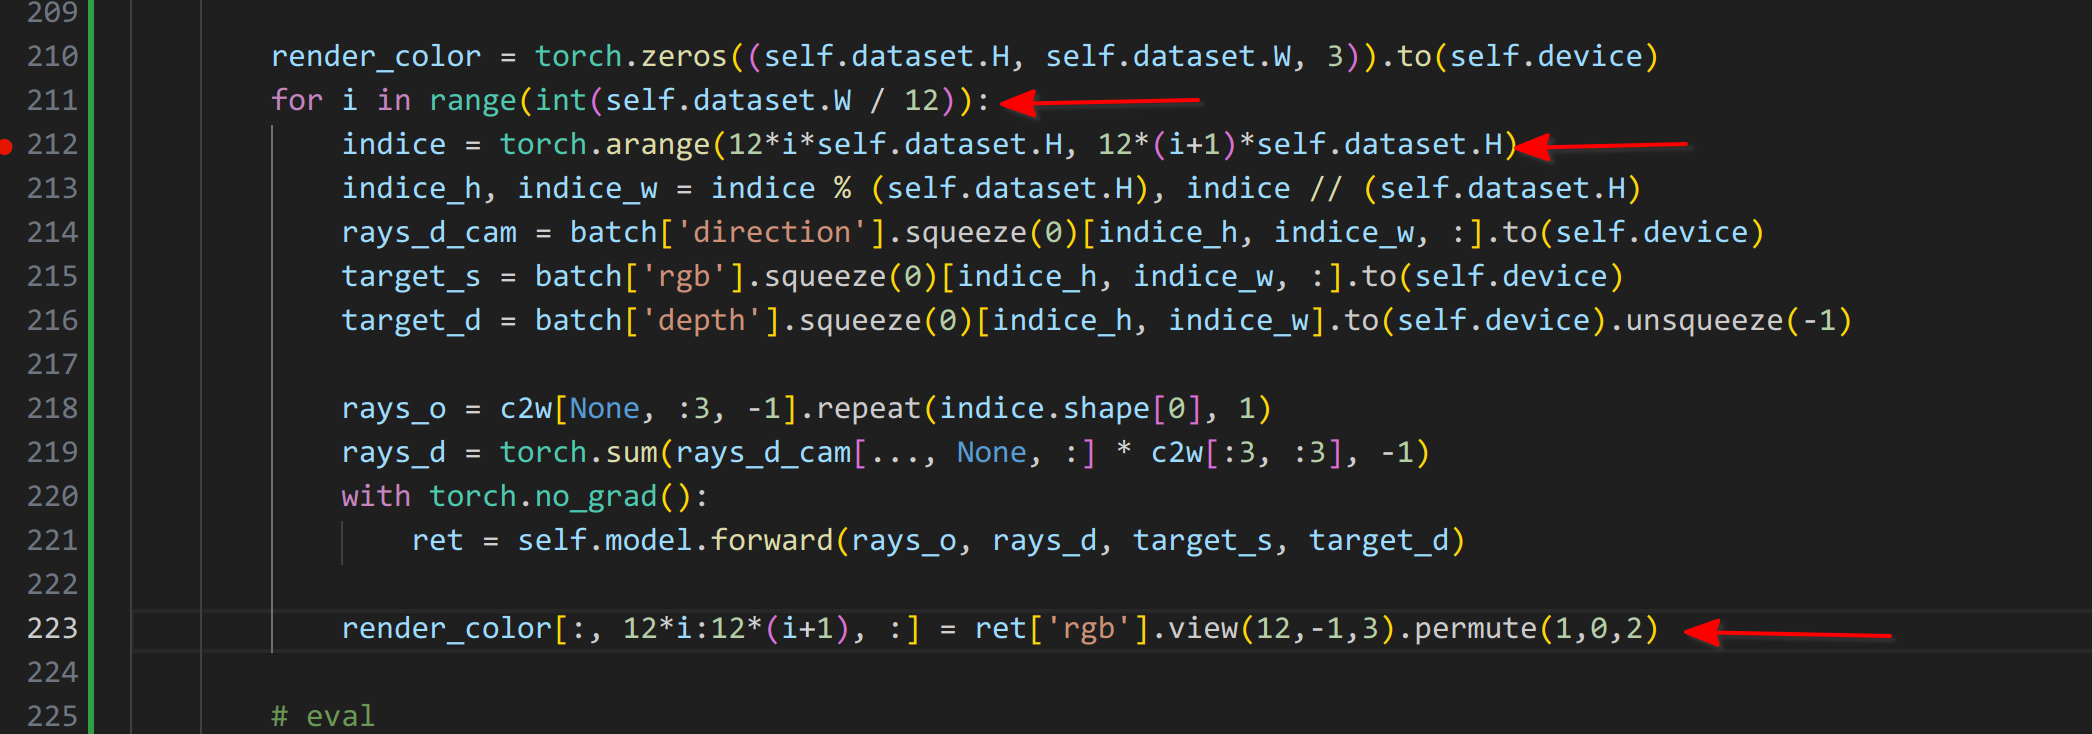 209
210 render_color = torch.zeros((self.dataset.H, self.dataset.W, 3)).to(self.device)
211 for i in range(int(self.dataset.W / 12)):
212 indice = torch.arange(12*i*self.dataset.H, 12*(i+1)*self.dataset.H)
213 indice_h, indice_w = indice % (self.dataset.H), indice // (self.dataset.H)
214 rays_d_cam = batch['direction'].squeeze(0)[indice_h, indice_w, :].to(self.device)
215 target_s = batch['rgb'].squeeze(0)[indice_h, indice_w, :].to(self.device)
216 target_d = batch['depth'].squeeze(0)[indice_h, indice_w].to(self.device).unsqueeze(-1)
217
218 rays_o = c2w[None, :3, -1].repeat(indice.shape[0], 1)
219 rays_d = torch.sum(rays_d_cam[..., None, :] * c2w[:3, :3], -1)
220 with torch.no_grad():
221 ret = self.model.forward(rays_o, rays_d, target_s, target_d)
222
223 render_color[:, 12*i:12*(i+1), :] = ret['rgb'].view(12,-1,3).permute(1,0,2)
224
225 # eval